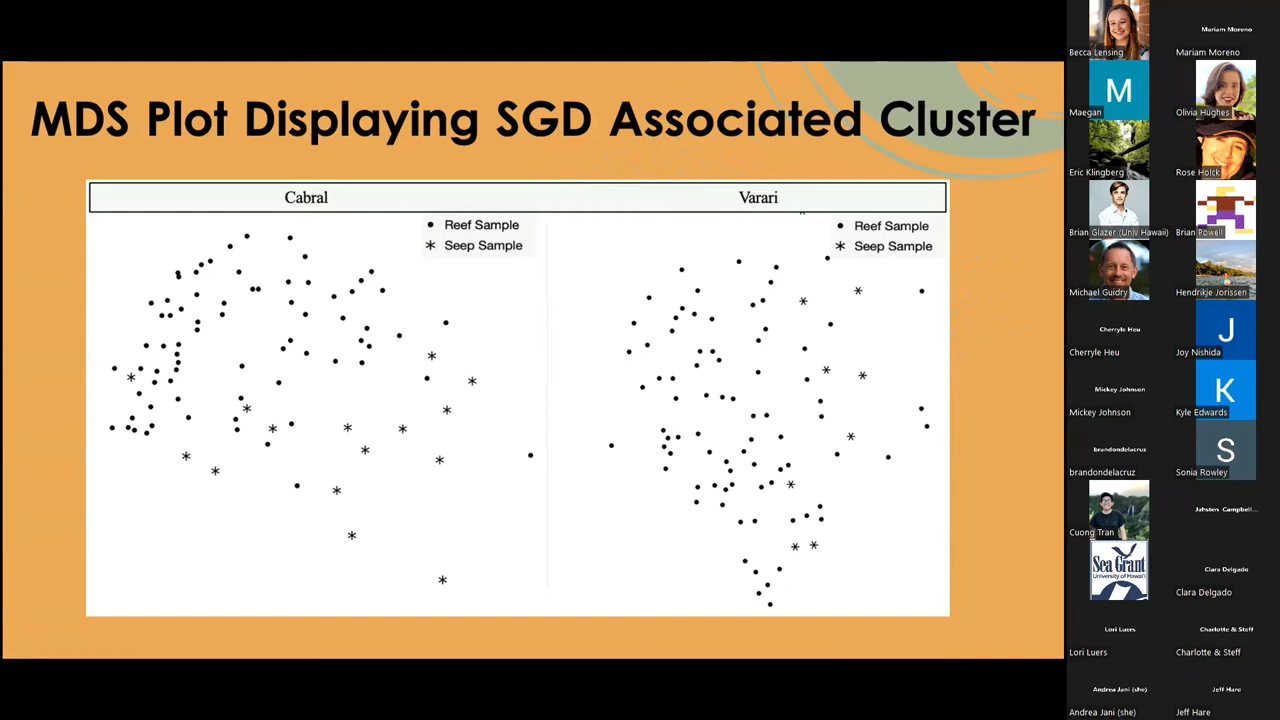 MDS Plot Displaying SGD Associated Cluster
Cabral
Varari
Reef Sample
Seep Sample
Reef Sample
Seep Sample
Becca Lensing
Mariam Moreno
Mariam Moreno
M
Maegan
Olivia Hughes
Eric Klingberg
Rose Holck
Brian Glazer (Univ Hawaii)
Brian Powell
Michael Guidry
Hendrikje Jorissen
Cherryle Heu
Cherryle Heu
J
Joy Nishida
Mickey Johnson
Mickey Johnson
K
Kyle Edwards
brandondelacruz
brandondelacruz
S
Sonia Rowley
Cuong Tran
Jahsten Campbell...
Sea Grant
University of Hawai'i
Clara Delgado
Clara Delgado
Lori Luers
Lori Luers
Charlotte & Steff
Charlotte & Steff
Andrea Jani (she)
Andrea Jani (she)
Jeff Hare
Jeff Hare